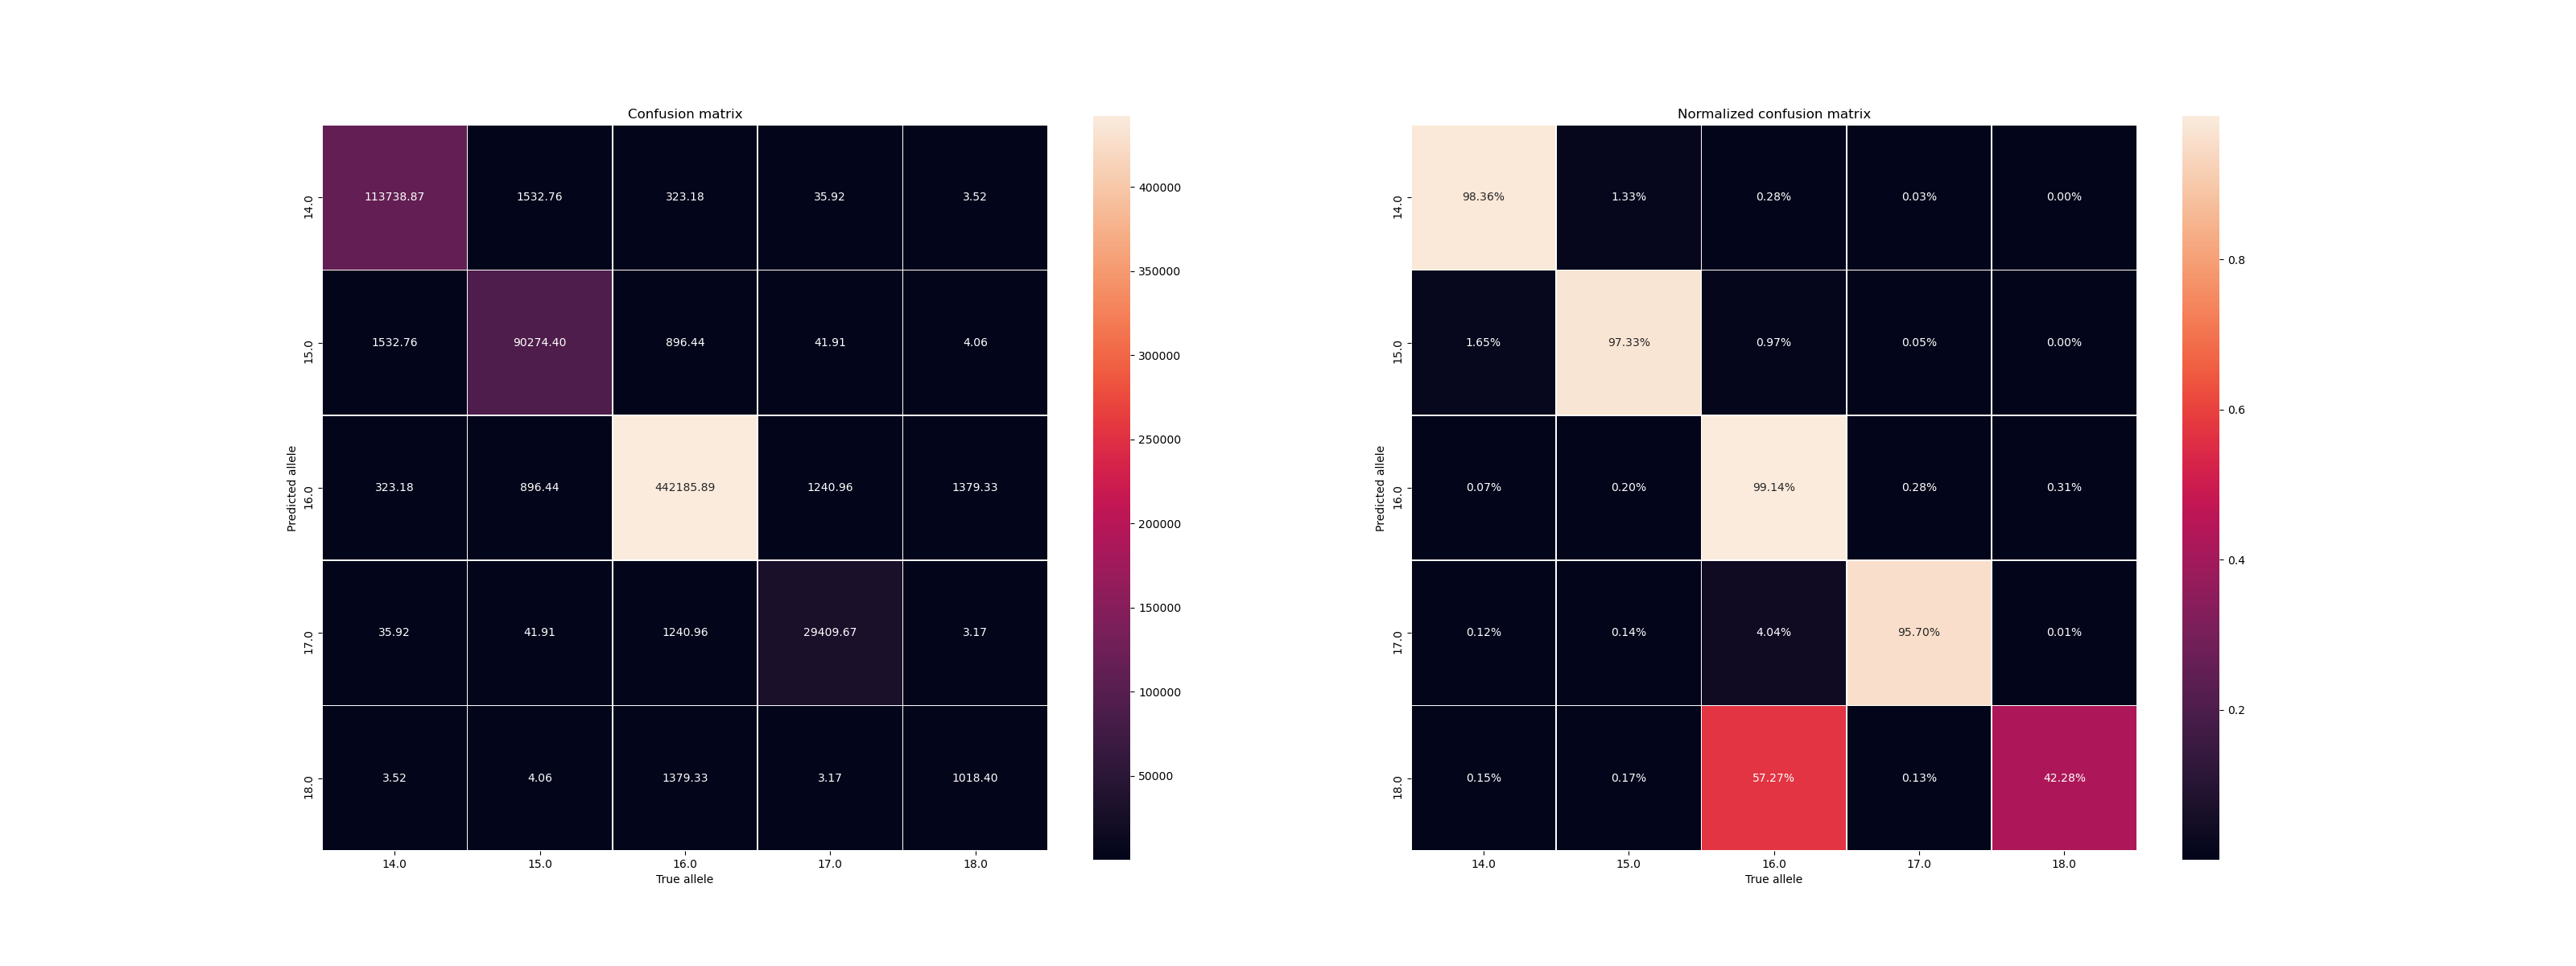 Confusion matrix
14.0 113738.87 1532.76 323.18 35.92 3.52
15.0 1532.76 90274.40 896.44 41.91 4.06
16.0 323.18 896.44 442185.89 1240.96 1379.33
17.0 35.92 41.91 1240.96 29409.67 3.17
18.0 3.52 4.06 1379.33 3.17 1018.40
14.0 15.0 16.0 17.0 18.0
True allele
Predicted allele
400000
350000
300000
250000
200000
150000
100000
50000
Normalized confusion matrix
14.0 98.36% 1.33% 0.28% 0.03% 0.00%
15.0 1.65% 97.33% 0.97% 0.05% 0.00%
16.0 0.07% 0.20% 99.14% 0.28% 0.31%
17.0 0.12% 0.14% 4.04% 95.70% 0.01%
18.0 0.15% 0.17% 57.27% 0.13% 42.28%
14.0 15.0 16.0 17.0 18.0
True allele
Predicted allele
0.8
0.6
0.4
0.2